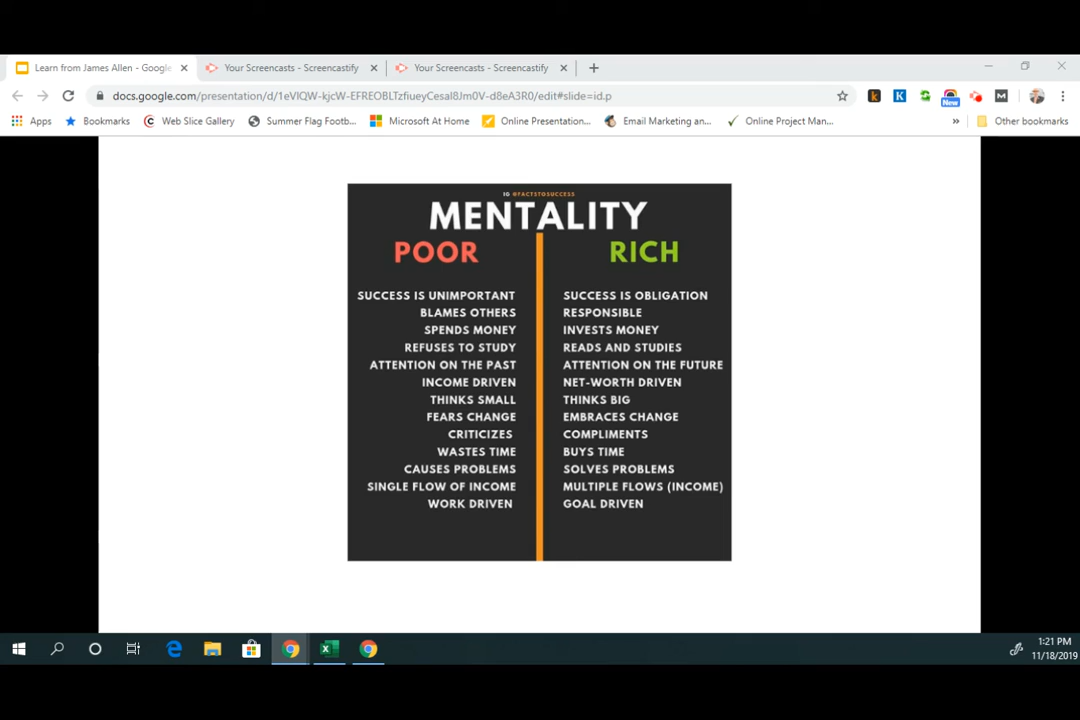 Learn from James Allen - Google
Your Screencasts - Screencastify
Your Screencasts - Screencastify
docs.google.com/presentation/d/1eVlQW-kjcW-EFREOBLTzfiueyCesal8Jm0V-d8eA3R0/edit#slide=id.p
New
Apps
Bookmarks
Web Slice Gallery
Summer Flag Footb...
Microsoft At Home
Online Presentation...
Email Marketing an...
Online Project Man...
»
Other bookmarks
IG @FACTSTOSUCCESS
MENTALITY
POOR
RICH
SUCCESS IS UNIMPORTANT
BLAMES OTHERS
SPENDS MONEY
REFUSES TO STUDY
ATTENTION ON THE PAST
INCOME DRIVEN
THINKS SMALL
FEARS CHANGE
CRITICIZES
WASTES TIME
CAUSES PROBLEMS
SINGLE FLOW OF INCOME
WORK DRIVEN
SUCCESS IS OBLIGATION
RESPONSIBLE
INVESTS MONEY
READS AND STUDIES
ATTENTION ON THE FUTURE
NET-WORTH DRIVEN
THINKS BIG
EMBRACES CHANGE
COMPLIMENTS
BUYS TIME
SOLVES PROBLEMS
MULTIPLE FLOWS (INCOME)
GOAL DRIVEN
1:21 PM
11/18/2019